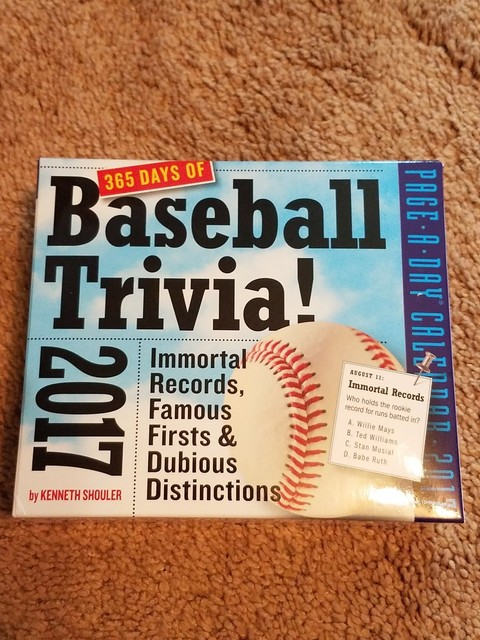 365 DAYS OF
Baseball
Trivia!
2017
Immortal
Records,
Famous
Firsts &
Dubious
Distinctions
by KENNETH SHOULER
AUGUST 11:
Immortal Records
Who holds the rookie
record for runs batted in?
A. Willie Mays
B. Ted Williams
C. Stan Musial
D. Babe Ruth
PAGE·A·DAY® CALENDAR·2017